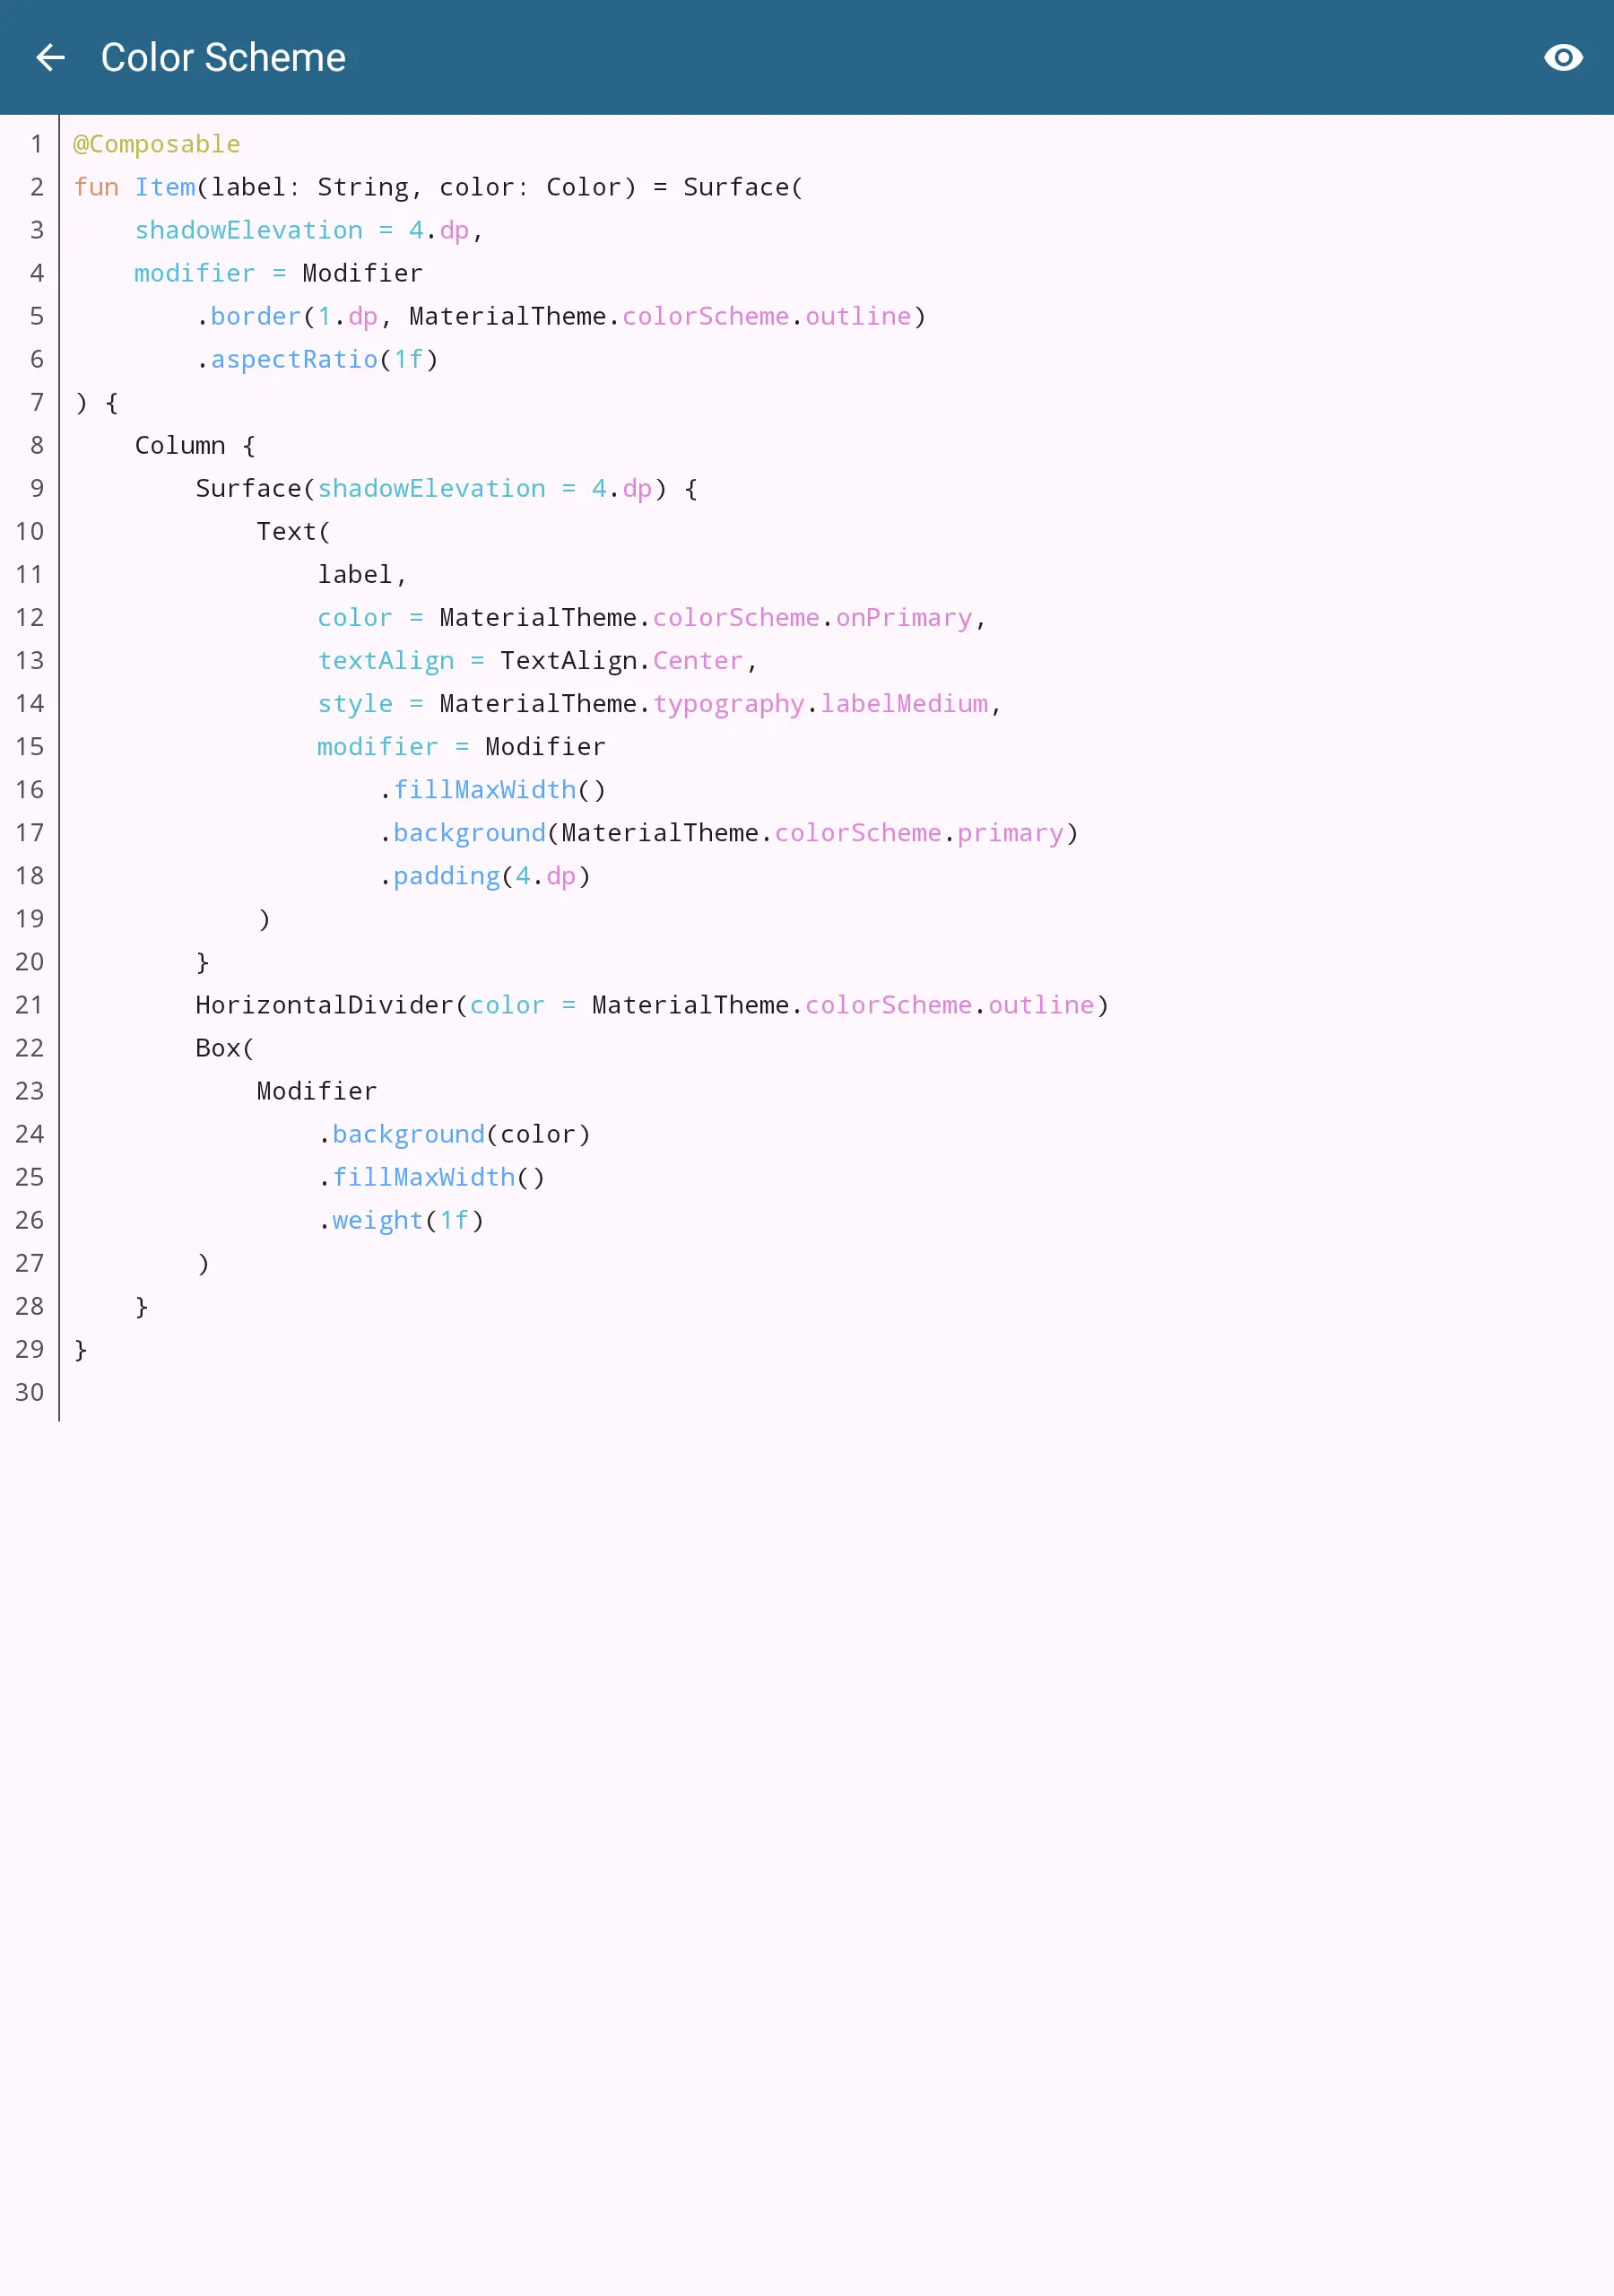 Color Scheme
1 @Composable
2 fun Item(label: String, color: Color) = Surface(
3     shadowElevation = 4.dp,
4     modifier = Modifier
5         .border(1.dp, MaterialTheme.colorScheme.outline)
6         .aspectRatio(1f)
7 ) {
8     Column {
9         Surface(shadowElevation = 4.dp) {
10             Text(
11                 label,
12                 color = MaterialTheme.colorScheme.onPrimary,
13                 textAlign = TextAlign.Center,
14                 style = MaterialTheme.typography.labelMedium,
15                 modifier = Modifier
16                     .fillMaxWidth()
17                     .background(MaterialTheme.colorScheme.primary)
18                     .padding(4.dp)
19             )
20         }
21         HorizontalDivider(color = MaterialTheme.colorScheme.outline)
22         Box(
23             Modifier
24                 .background(color)
25                 .fillMaxWidth()
26                 .weight(1f)
27         )
28     }
29 }
30